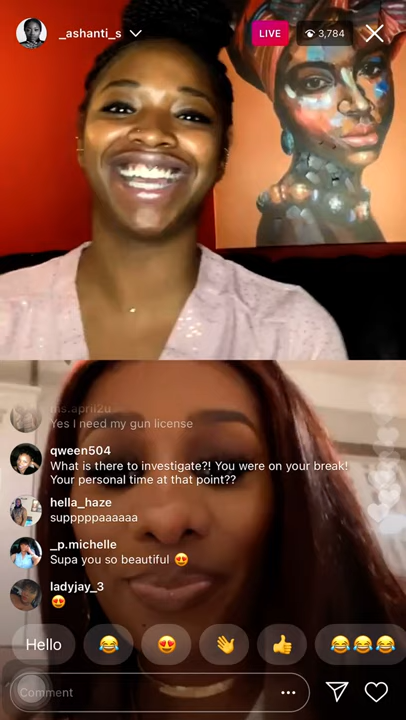 _ashanti_s
LIVE
3,784
ms.april2u
Yes I need my gun license
qween504
What is there to investigate?! You were on your break!
Your personal time at that point??
hella_haze
supppppaaaaaa
_p.michelle
Supa you so beautiful 😍
ladyjay_3
😍
Hello
Comment